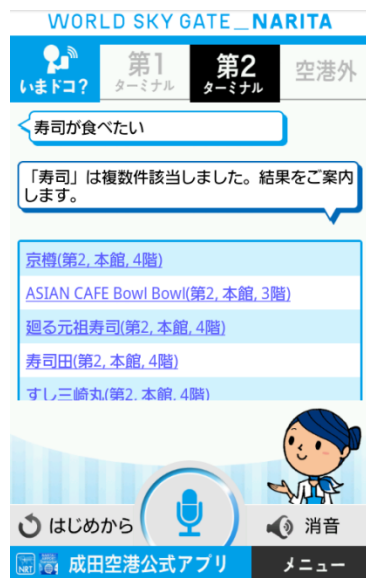 WORLD SKY GATE_NARITA
いまドコ?
第1
ターミナル
第2
ターミナル
空港外
寿司が食べたい
「寿司」は複数件該当しました。結果をご案内
します。
京樽(第2, 本館, 4階)
ASIAN CAFE Bowl Bowl(第2, 本館, 3階)
廻る元祖寿司(第2, 本館, 4階)
寿司田(第2, 本館, 4階)
すし三崎丸(第2, 本館, 4階)
はじめから
消音
NRT
成田空港公式アプリ
メニュー